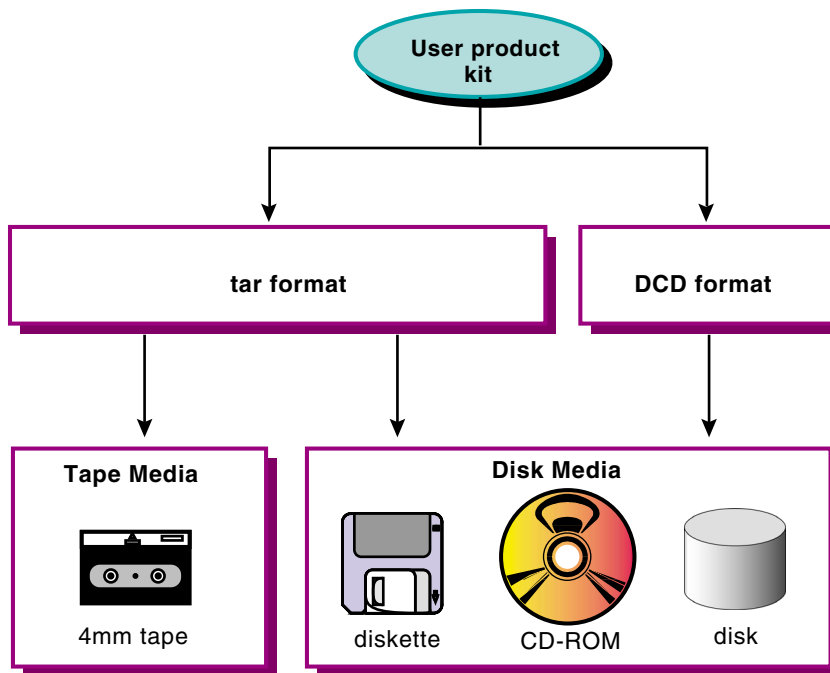 User product
kit
tar format
DCD format
Tape Media
Disk Media
4mm tape
diskette
CD-ROM
disk